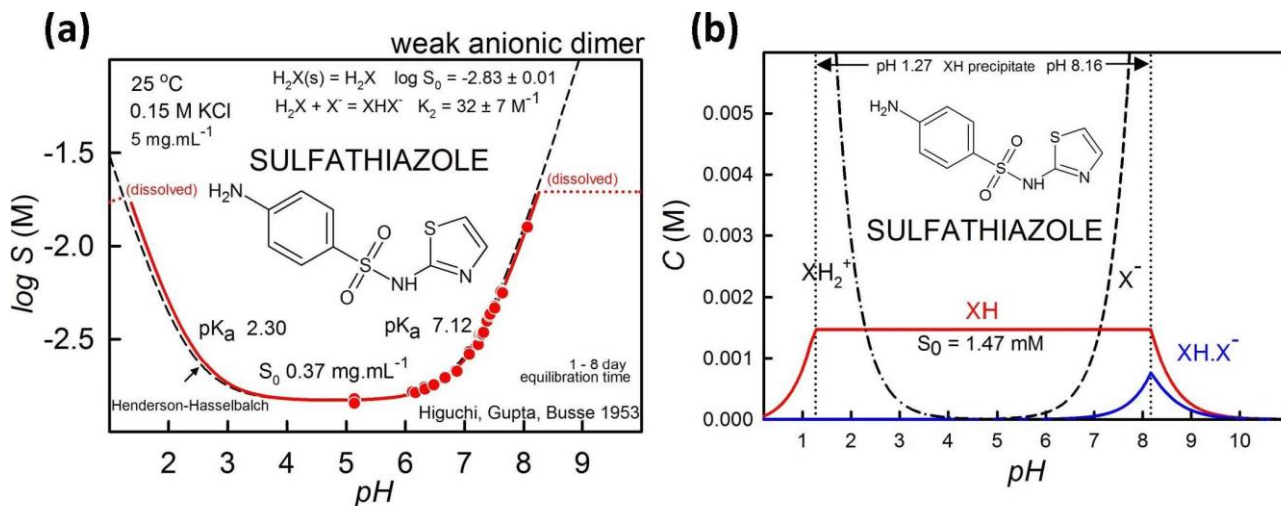 (a)
weak anionic dimer
25 °C
0.15 M KCl
5 mg.mL⁻¹
H₂X(s) = H₂X log S₀ = -2.83 ± 0.01
H₂X + X⁻ = XHX⁻ K₂ = 32 ± 7 M⁻¹
SULFATHIAZOLE
(dissolved)
(dissolved)
H₂N
S
O
O
S
NH
N
pKₐ 2.30
pKₐ 7.12
S₀ 0.37 mg.mL⁻¹
1 - 8 day
equilibration time
Henderson-Hasselbalch
Higuchi, Gupta, Busse 1953
log S (M)
-1.5
-2.0
-2.5
2 3 4 5 6 7 8 9
pH
(b)
pH 1.27 XH precipitate pH 8.16
H₂N
S
O
O
S
NH
N
SULFATHIAZOLE
XH₂⁺
X⁻
XH
S₀ = 1.47 mM
XH.X⁻
C (M)
0.005
0.004
0.003
0.002
0.001
0.000
1 2 3 4 5 6 7 8 9 10
pH